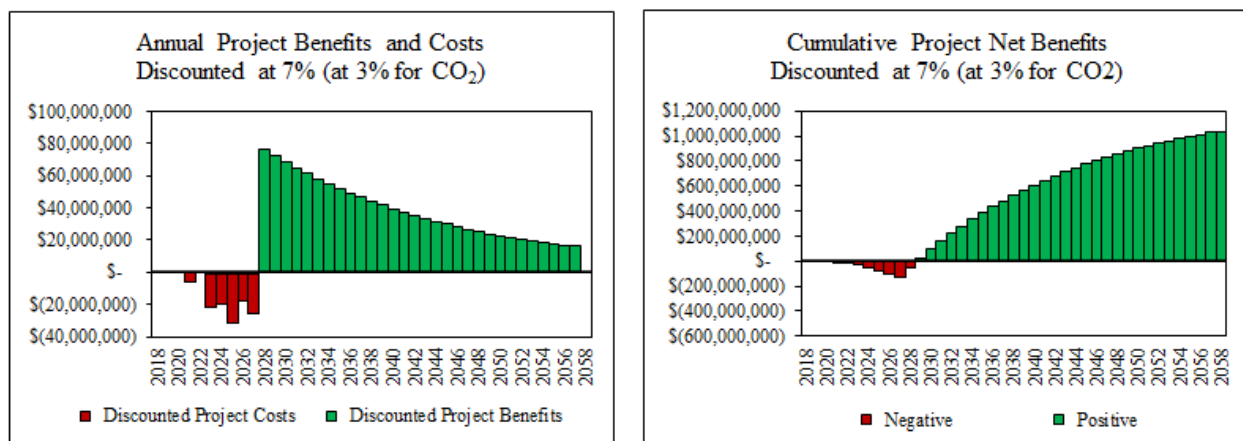 Annual Project Benefits and Costs
Discounted at 7% (at 3% for CO₂)
$100,000,000
$80,000,000
$60,000,000
$40,000,000
$20,000,000
$-
$(20,000,000)
$(40,000,000)
2018 2020 2022 2024 2026 2028 2030 2032 2034 2036 2038 2040 2042 2044 2046 2048 2050 2052 2054 2056 2058
Discounted Project Costs Discounted Project Benefits
Cumulative Project Net Benefits
Discounted at 7% (at 3% for CO2)
$1,200,000,000
$1,000,000,000
$800,000,000
$600,000,000
$400,000,000
$200,000,000
$-
$(200,000,000)
$(400,000,000)
$(600,000,000)
2018 2020 2022 2024 2026 2028 2030 2032 2034 2036 2038 2040 2042 2044 2046 2048 2050 2052 2054 2056 2058
Negative Positive